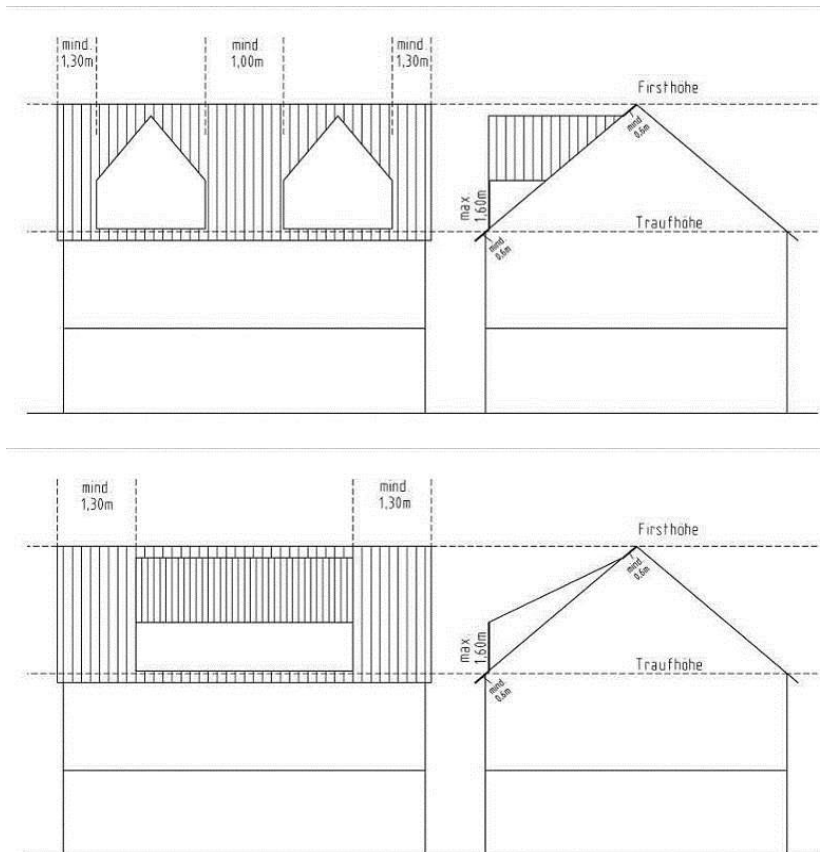 mind.
1,30m
mind
1,00m
mind.
1,30m
Firsthöhe
mind
0,6m
max
1,60m
Traufhöhe
mind
0,6m
mind
1,30m
mind
1,30m
Firsthöhe
mind
0,6m
max
1,60m
Traufhöhe
mind
0,6m